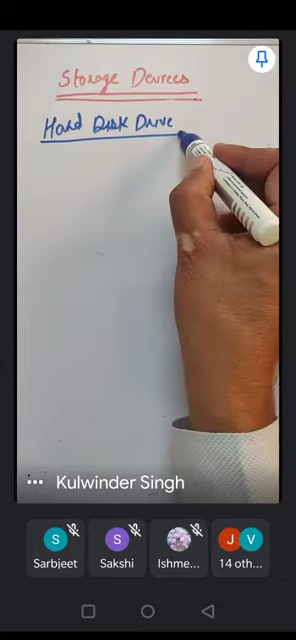 Storage Devices
Hard Disk Drive
Kulwinder Singh
S
S
J
V
Sarbjeet
Sakshi
Ishme...
14 oth...